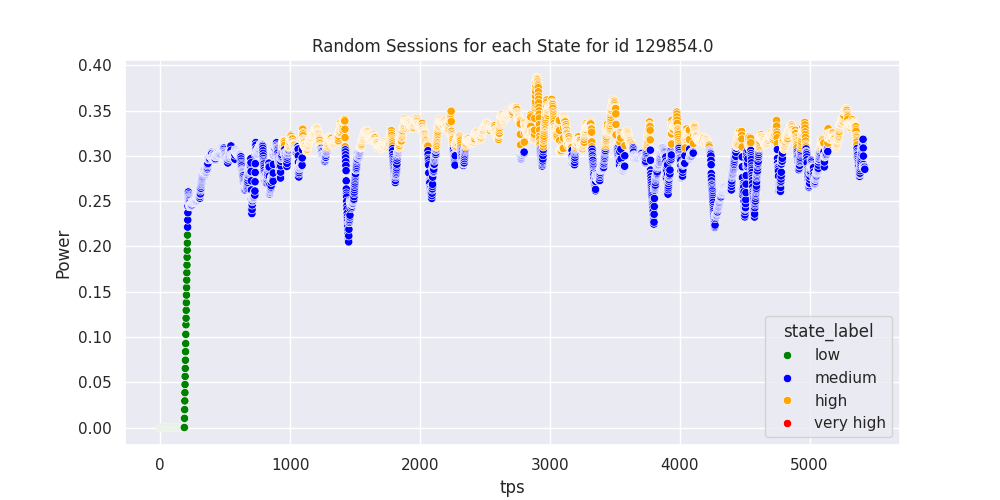 Random Sessions for each State for id 129854.0
0.40
0.35
0.30
0.25
0.20
0.15
0.10
0.05
0.00
Power
0 1000 2000 3000 4000 5000
tps
state_label
low
medium
high
very high